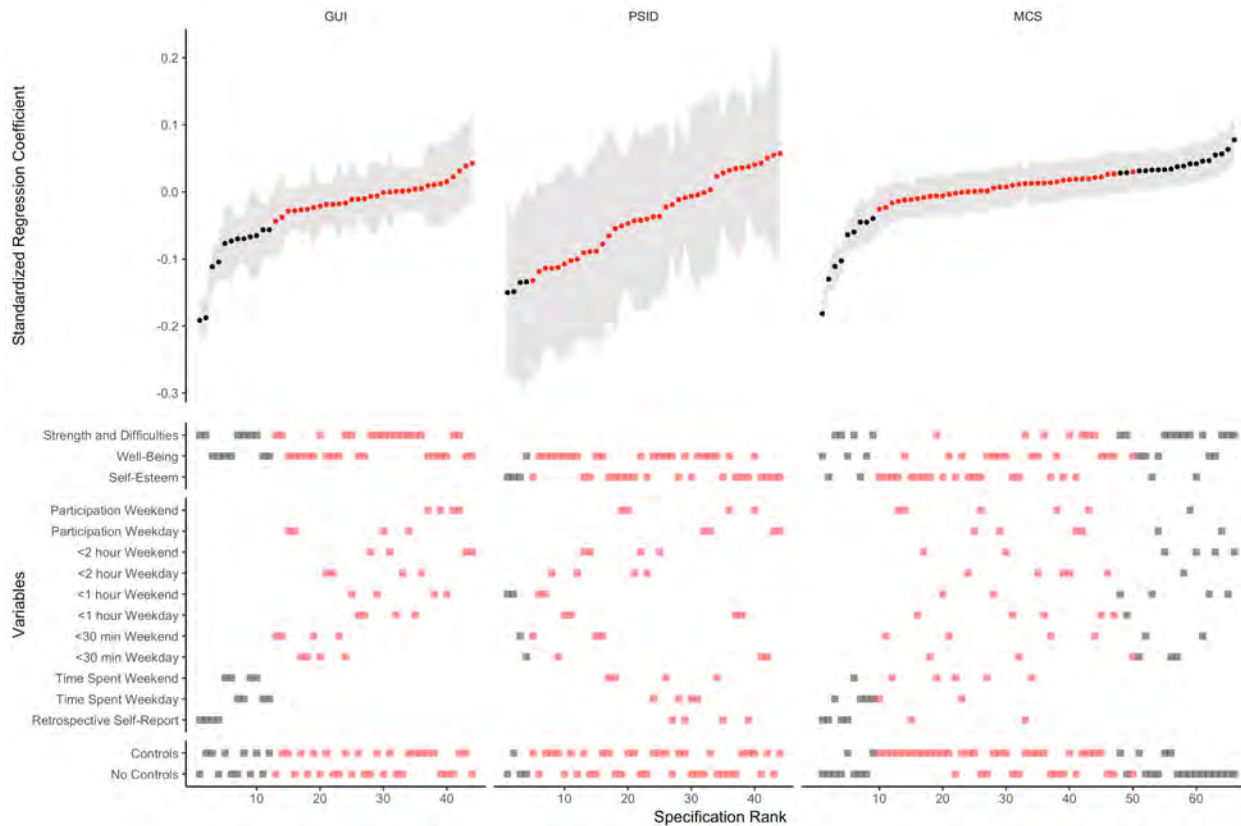 GUI PSID MCS
Standardized Regression Coefficient
0.2
0.1
0.0
-0.1
-0.2
-0.3
Variables
Strength and Difficulties
Well-Being
Self-Esteem
Participation Weekend
Participation Weekday
<2 hour Weekend
<2 hour Weekday
<1 hour Weekend
<1 hour Weekday
<30 min Weekend
<30 min Weekday
Time Spent Weekend
Time Spent Weekday
Retrospective Self-Report
Controls
No Controls
10 20 30 40 10 20 30 40 10 20 30 40 50 60
Specification Rank